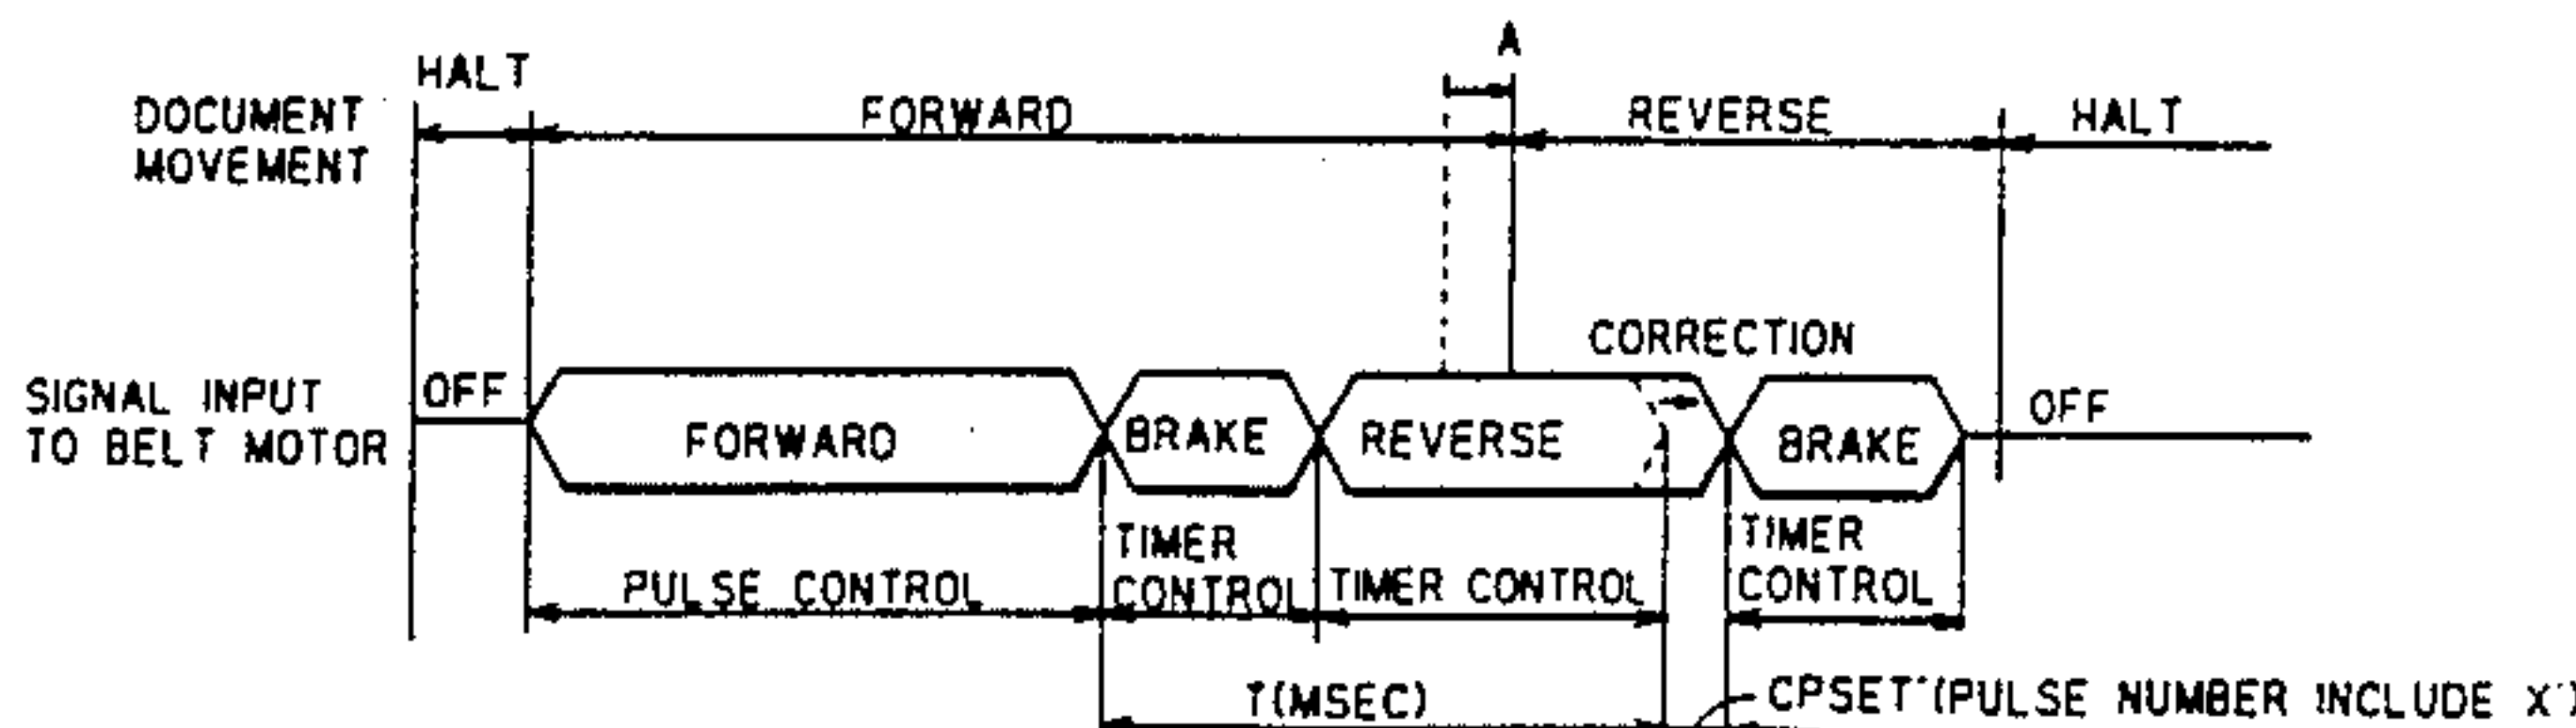 A
HALT
DOCUMENT MOVEMENT
FORWARD
REVERSE
HALT
CORRECTION
SIGNAL INPUT
TO BELT MOTOR
OFF
FORWARD
BRAKE
REVERSE
BRAKE
OFF
PULSE CONTROL
TIMER
CONTROL
TIMER CONTROL
TIMER
CONTROL
T(MSEC)
CPSET (PULSE NUMBER INCLUDE X')